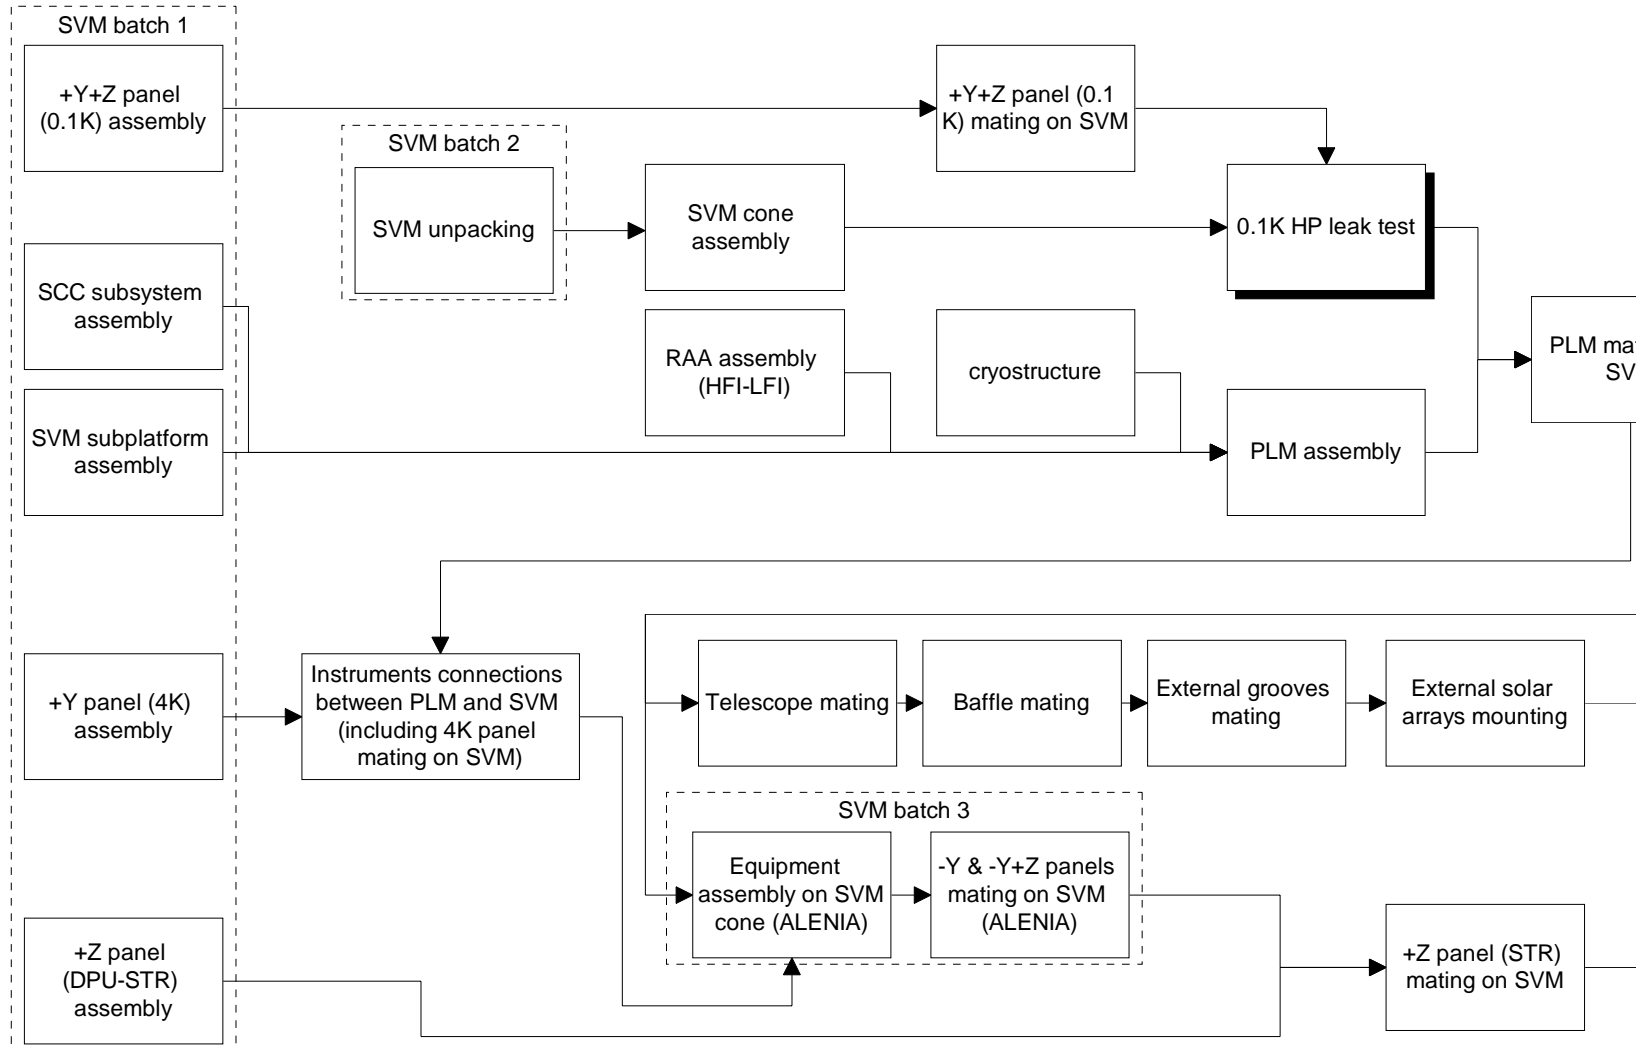 SVM batch 1
+Y+Z panel
(0.1K) assembly
+Y+Z panel (0.1
K) mating on SVM
SVM batch 2
SVM unpacking
SVM cone
assembly
0.1K HP leak test
SCC subsystem
assembly
RAA assembly
(HFI-LFI)
cryostructure
PLM
SVM subplatform
assembly
PLM assembly
+Y panel (4K)
assembly
Instruments connections
between PLM and SVM
(including 4K panel
mating on SVM)
Telescope mating
Baffle mating
External grooves
mating
External solar
arrays mounting
SVM batch 3
Equipment
assembly on SVM
cone (ALENIA)
-Y & -Y+Z panels
mating on SVM
(ALENIA)
+Z panel
(DPU-STR)
assembly
+Z panel (STR)
mating on SVM